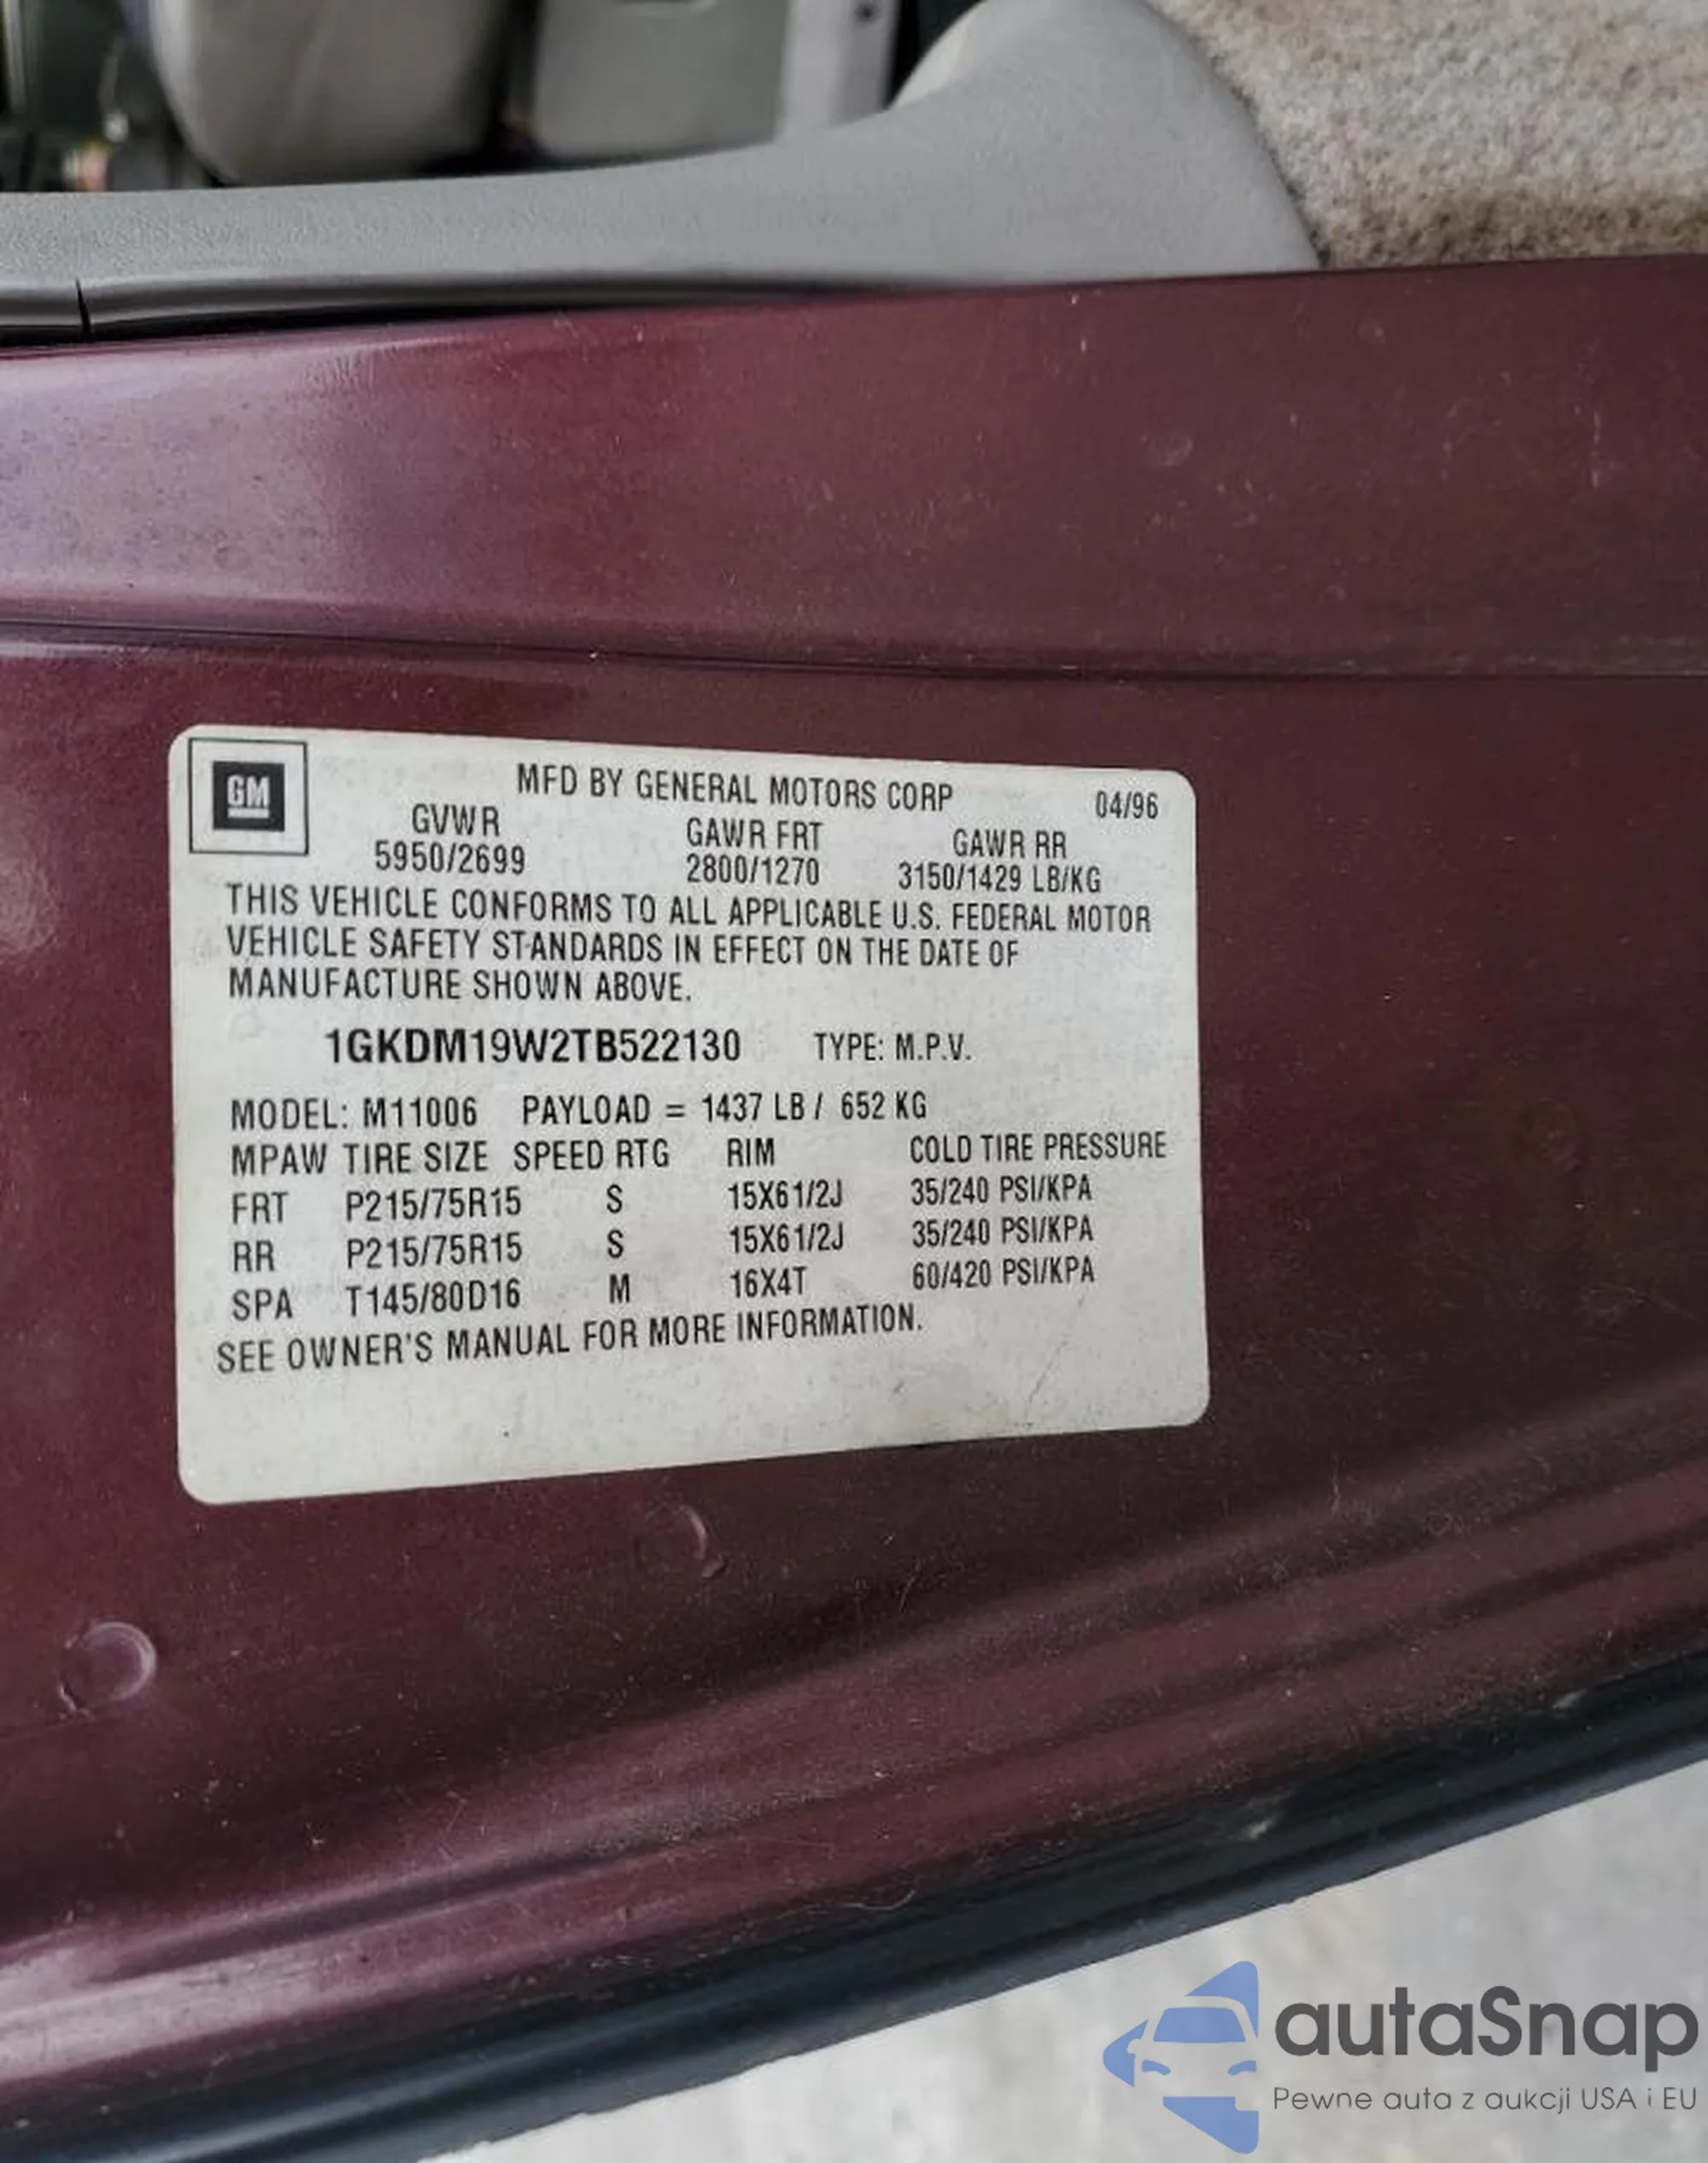 GM
MFD BY GENERAL MOTORS CORP 04/96
GVWR GAWR FRT GAWR RR
5950/2699 2800/1270 3150/1429 LB/KG
THIS VEHICLE CONFORMS TO ALL APPLICABLE U.S. FEDERAL MOTOR
VEHICLE SAFETY STANDARDS IN EFFECT ON THE DATE OF
MANUFACTURE SHOWN ABOVE.
1GKDM19W2TB522130 TYPE: M.P.V.
MODEL: M11006 PAYLOAD = 1437 LB / 652 KG
MPAW TIRE SIZE SPEED RTG RIM COLD TIRE PRESSURE
FRT P215/75R15 S 15X61/2J 35/240 PSI/KPA
RR P215/75R15 S 15X61/2J 35/240 PSI/KPA
SPA T145/80D16 M 16X4T 60/420 PSI/KPA
SEE OWNER'S MANUAL FOR MORE INFORMATION.
autaSnap
Pewne auta z aukcji USA i EU